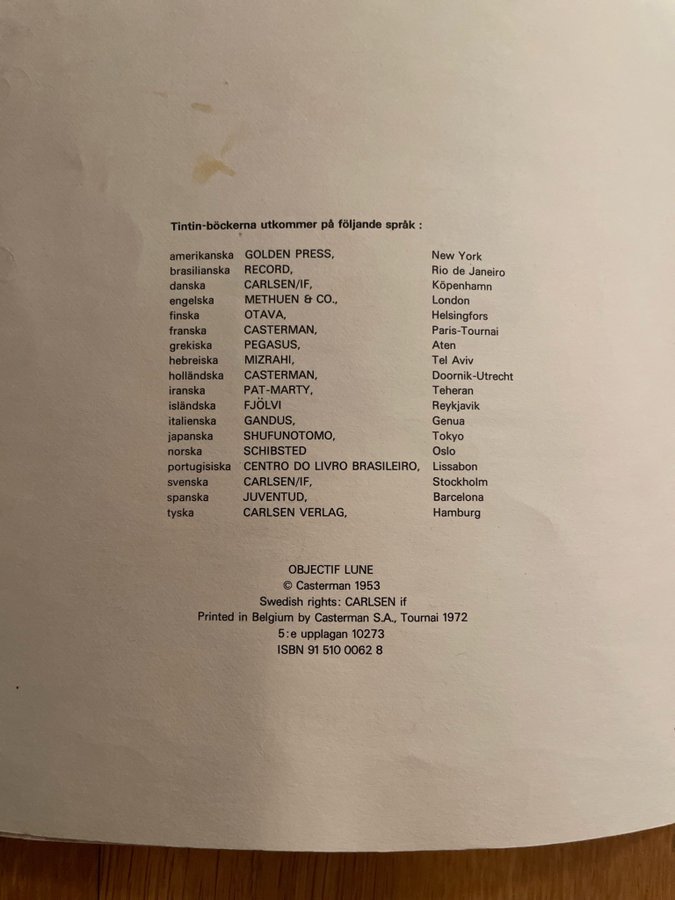 Tintin-böckerna utkommer på följande språk :
amerikanska GOLDEN PRESS, New York
brasilianska RECORD, Rio de Janeiro
danska CARLSEN/IF, Köpenhamn
engelska METHUEN & CO., London
finska OTAVA, Helsingfors
franska CASTERMAN, Paris-Tournai
grekiska PEGASUS, Aten
hebreiska MIZRAHI, Tel Aviv
holländska CASTERMAN, Doornik-Utrecht
iranska PAT-MARTY, Teheran
isländska FJÖLVI Reykjavik
italienska GANDUS, Genua
japanska SHUFUNOTOMO, Tokyo
norska SCHIBSTED Oslo
portugisiska CENTRO DO LIVRO BRASILEIRO, Lissabon
svenska CARLSEN/IF, Stockholm
spanska JUVENTUD, Barcelona
tyska CARLSEN VERLAG, Hamburg
OBJECTIF LUNE
© Casterman 1953
Swedish rights: CARLSEN if
Printed in Belgium by Casterman S.A., Tournai 1972
5:e upplagan 10273
ISBN 91 510 0062 8